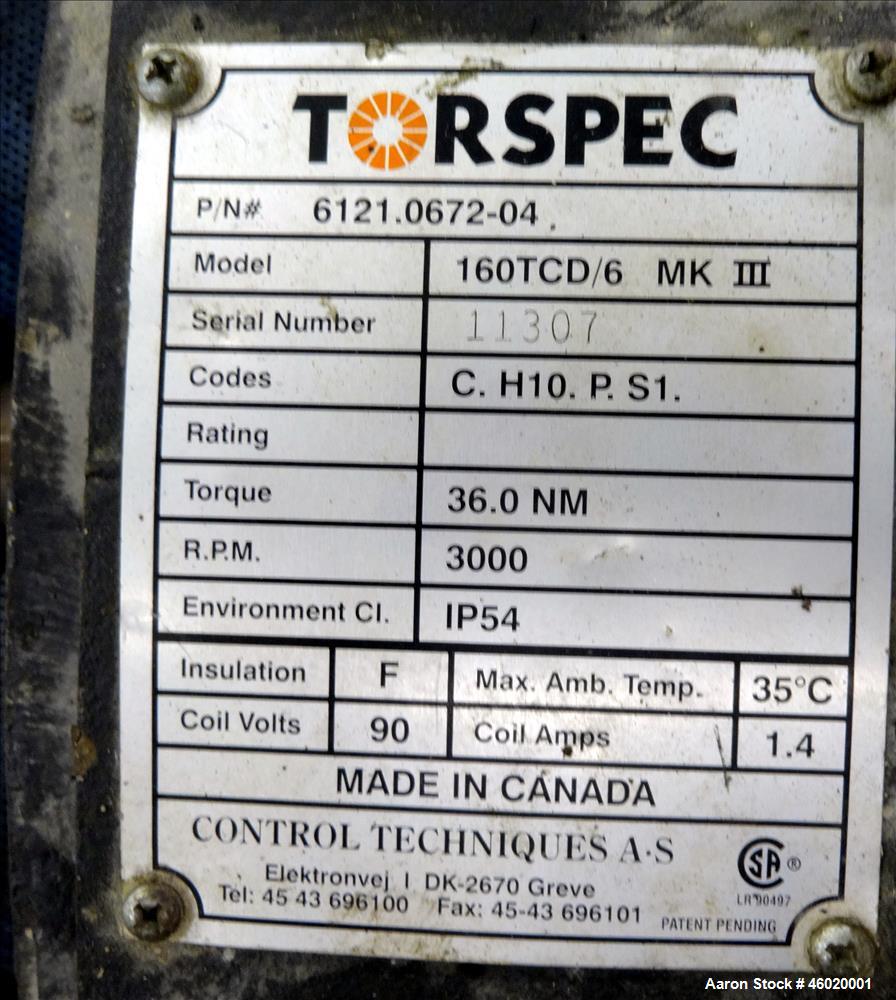 TORSPEC
P/N# 6121.0672-04
Model 160TCD/6 MK III
Serial Number 11307
Codes C. H10. P. S1.
Rating
Torque 36.0 NM
R.P.M. 3000
Environment Cl. IP54
Insulation F Max. Amb. Temp. 35°C
Coil Volts 90 Coil Amps 1.4
MADE IN CANADA
CONTROL TECHNIQUES A·S
Elektronvej 1 DK-2670 Greve
Tel: 45 43 696100 Fax: 45-43 696101
SA ®
LR 90497
PATENT PENDING
Aaron Stock # 46020001